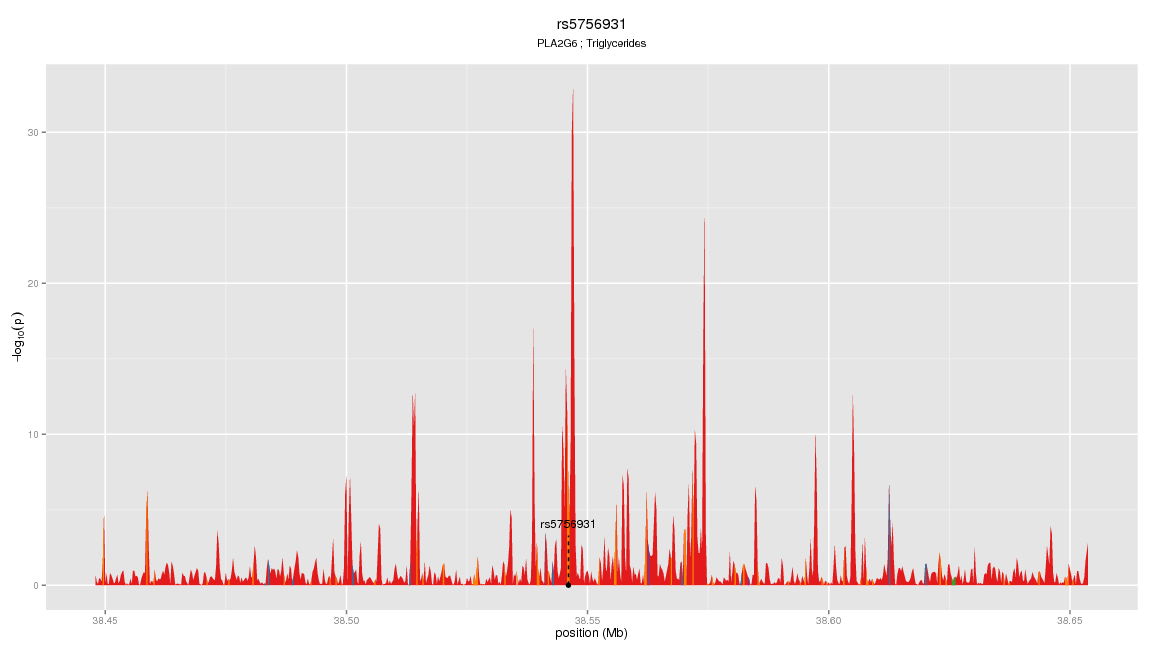 rs5756931
PLA2G6 ; Triglycerides
−log10(p)
30
20
10
0
rs5756931
38.45 38.50 38.55 38.60 38.65
position (Mb)